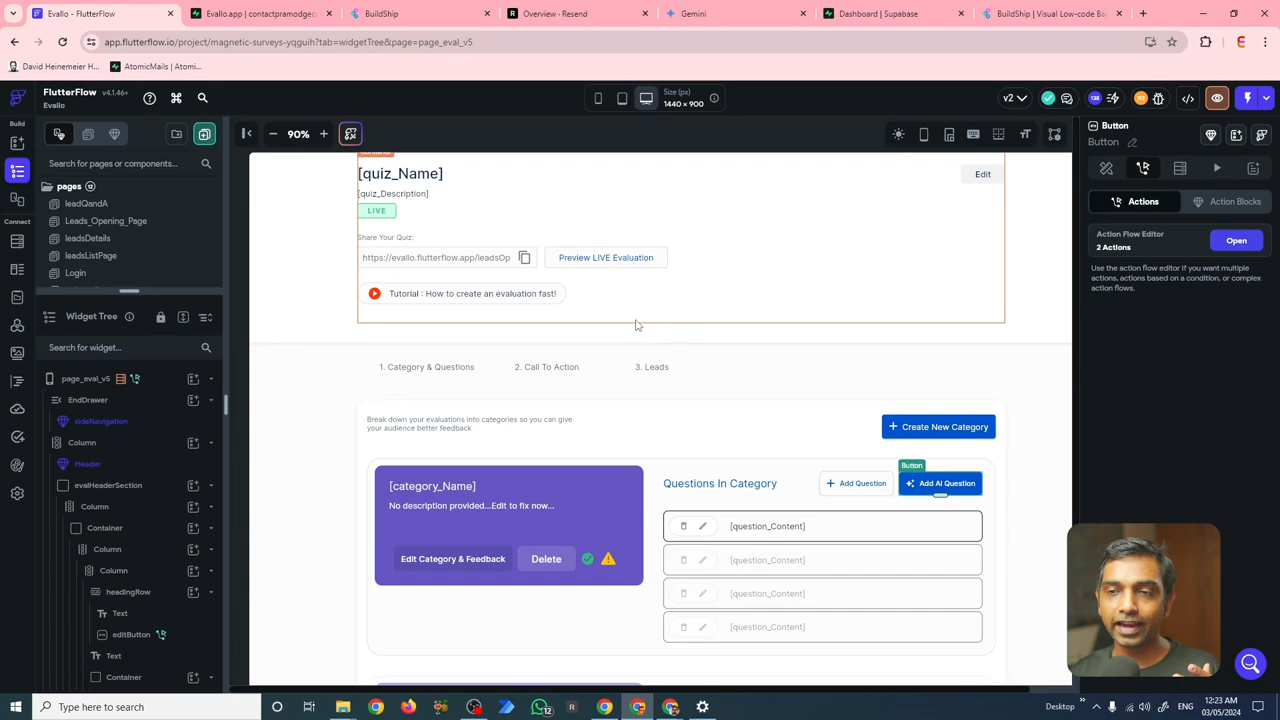 Evallo - FlutterFlow
Evallo.app | contactpramodgeo
BuildShip
Overview - Resend
Gemini
Dashboard | Supabase
BuildShip | Visual Low-code Ba
app.flutterflow.io/project/magnetic-surveys-yqguih?tab=widgetTree&page=page_eval_v5
David Heinemeier H...
AtomicMails | Atomi...
FlutterFlow
v4.1.46+
Evallo
90%
Size (px)
1440 × 900
v2
Build
Connect
Search for pages or components...
pages
leadQandA
Leads_Opening_Page
leadsDetails
leadsListPage
Login
Widget Tree
Search for widget...
page_eval_v5
EndDrawer
sideNavigation
Column
Header
evalHeaderSection
Column
Container
Column
Column
headingRow
Text
editButton
Text
Container
[quiz_Name]
Edit
[quiz_Description]
LIVE
Share Your Quiz:
https://evallo.flutterflow.app/leadsOp
Preview LIVE Evaluation
Tutorial : How to create an evaluation fast!
1. Category & Questions
2. Call To Action
3. Leads
Break down your evaluations into categories so you can give
your audience better feedback
Create New Category
[category_Name]
No description provided...Edit to fix now...
Edit Category & Feedback
Delete
Questions In Category
Add Question
Button
Add AI Question
[question_Content]
[question_Content]
[question_Content]
[question_Content]
Button
Button
Actions
Action Blocks
Action Flow Editor
2 Actions
Open
Use the action flow editor if you want multiple
actions, actions based on a condition, or
complex action flows.
Type here to search
12
Desktop
ENG
12:23 AM
03/05/2024